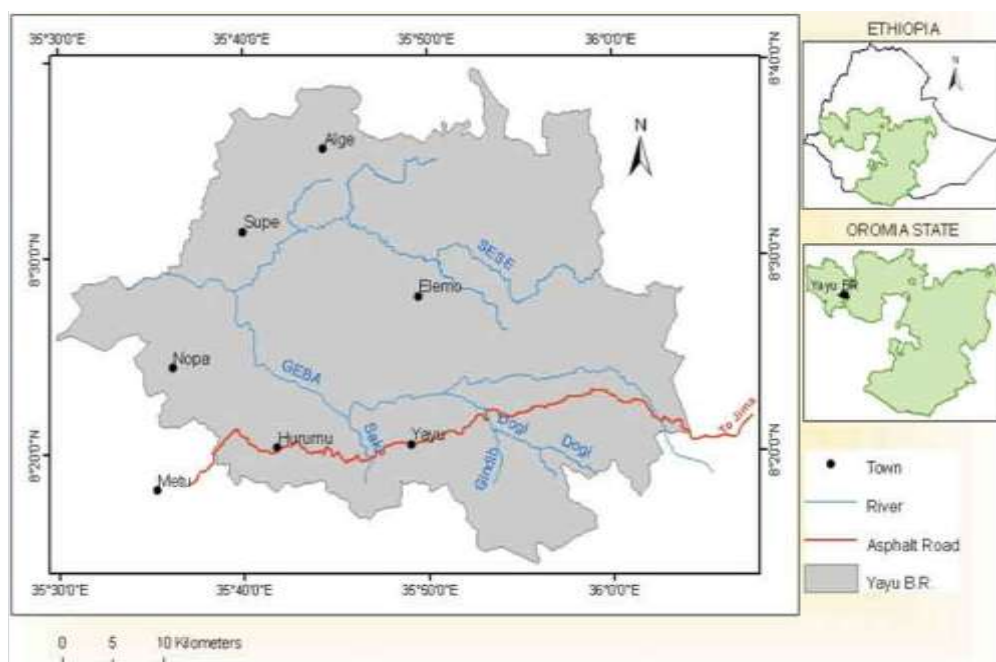 35°30'0"E 35°40'0"E 35°50'0"E 36°0'0"E
8°40'0"N
8°30'0"N 8°30'0"N
8°20'0"N 8°20'0"N
N
Alge
Supe
SESE
Elemo
Nopa
GEBA
Hurumu
Yayu
Dogi
Dogi
To Jima
Metu
35°30'0"E 35°40'0"E 35°50'0"E 36°0'0"E
0 5 10 Kilometers
ETHIOPIA
N
OROMIA STATE
Yayu B.R
Town
River
Asphalt Road
Yayu B.R.